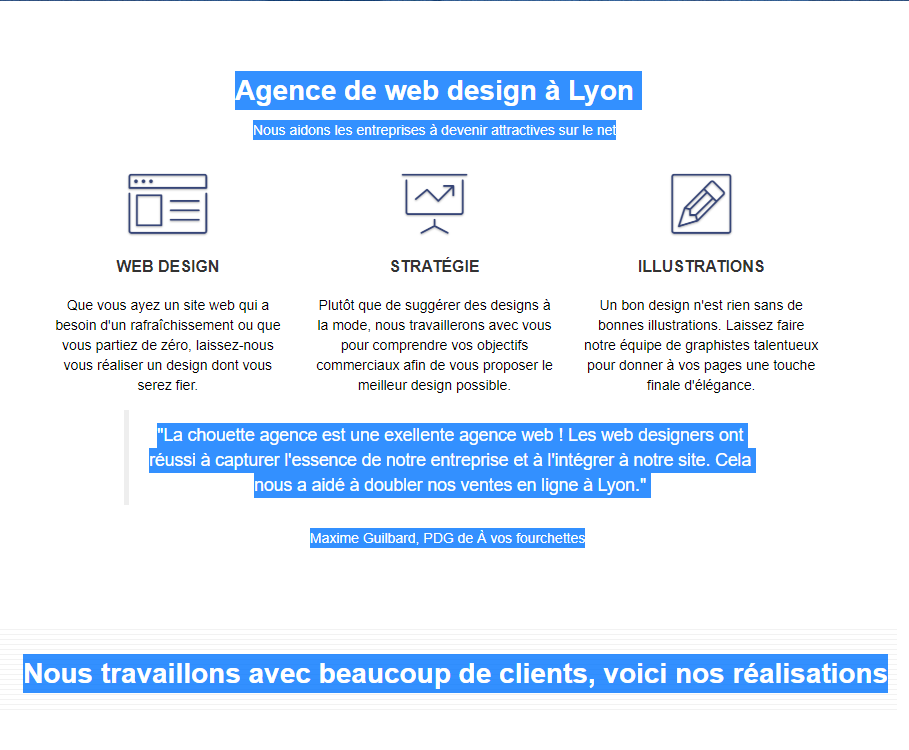 Agence de web design à Lyon
Nous aidons les entreprises à devenir attractives sur le net
WEB DESIGN
Que vous ayez un site web qui a
besoin d'un rafraîchissement ou que
vous partiez de zéro, laissez-nous
vous réaliser un design dont vous
serez fier.
STRATÉGIE
Plutôt que de suggérer des designs à
la mode, nous travaillerons avec vous
pour comprendre vos objectifs
commerciaux afin de vous proposer le
meilleur design possible.
ILLUSTRATIONS
Un bon design n'est rien sans de
bonnes illustrations. Laissez faire
notre équipe de graphistes talentueux
pour donner à vos pages une touche
finale d'élégance.
"La chouette agence est une exellente agence web ! Les web designers ont
réussi à capturer l'essence de notre entreprise et à l'intégrer à notre site. Cela
nous a aidé à doubler nos ventes en ligne à Lyon."
Maxime Guilbard, PDG de À vos fourchettes
Nous travaillons avec beaucoup de clients, voici nos réalisations